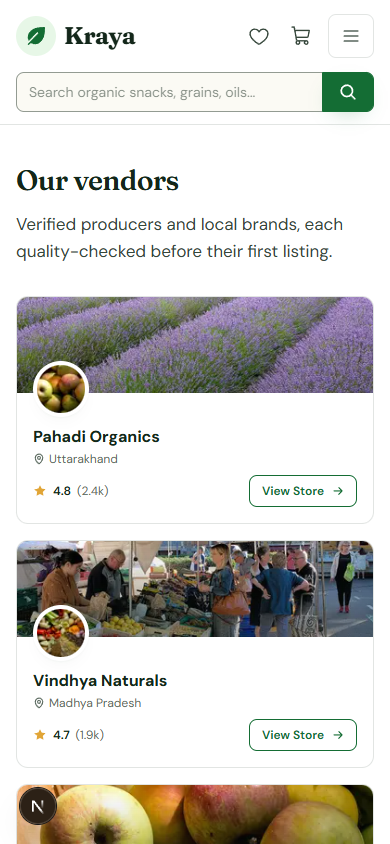 Kraya
Search organic snacks, grains, oils...
Our vendors
Verified producers and local brands, each
quality-checked before their first listing.
Pahadi Organics
Uttarakhand
4.8 (2.4k)
View Store →
Vindhya Naturals
Madhya Pradesh
4.7 (1.9k)
View Store →
N